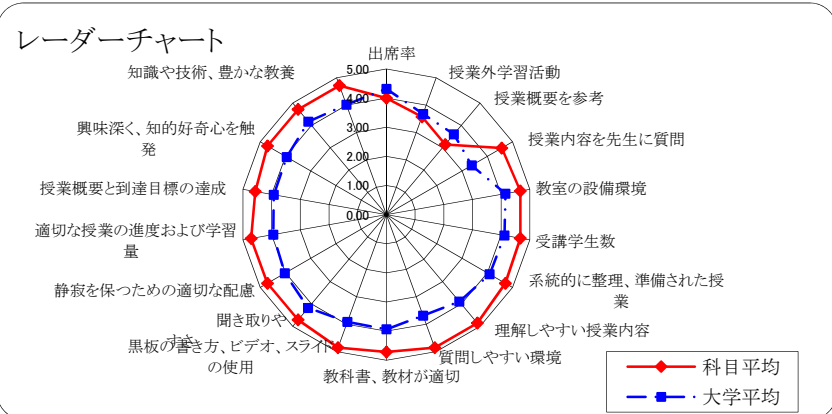 レーダーチャート
出席率
授業外学習活動
授業概要を参考
授業内容を先生に質問
教室の設備環境
受講学生数
系統的に整理、準備された授
業
理解しやすい授業内容
質問しやすい環境
教科書、教材が適切
黒板の書き方、ビデオ、スライド
の使用
聞き取りや
すさ
静寂を保つための適切な配慮
適切な授業の進度および学習
量
授業概要と到達目標の達成
興味深く、知的好奇心を触
発
知識や技術、豊かな教養
5.00
4.00
3.00
2.00
1.00
0.00
科目平均
大学平均